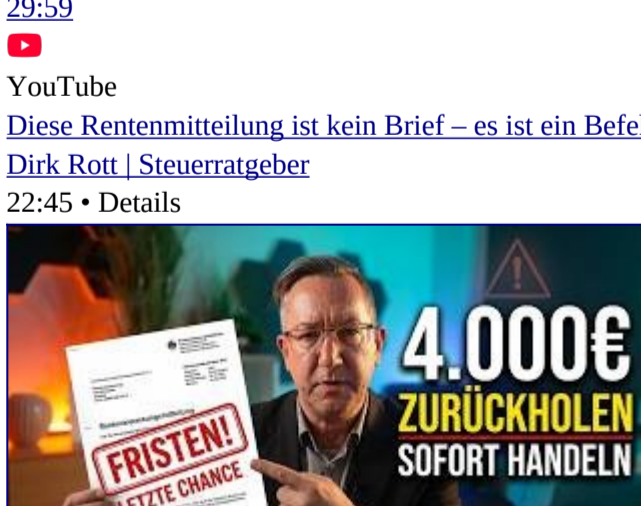 29:59
YouTube
Diese Rentenmitteilung ist kein Brief – es ist ein
Dirk Rott | Steuerratgeber
22:45 • Details
4.000€
ZURÜCKHOLEN
SOFORT HANDELN
FRISTEN!
LETZTE CHANCE